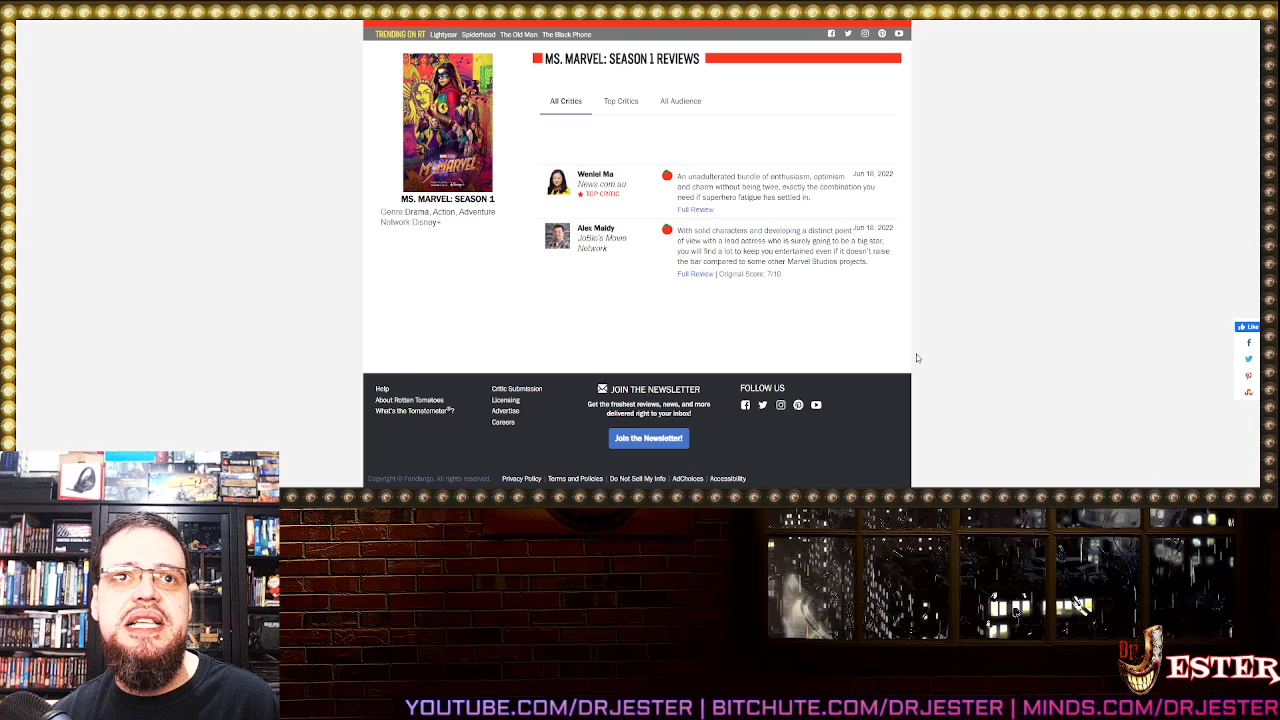 TRENDING ON RT Lightyear Spiderhead The Old Man The Black Phone
MS. MARVEL: SEASON 1 REVIEWS
All Critics Top Critics All Audience
MS. MARVEL
MS. MARVEL: SEASON 1
Genre:Drama, Action, Adventure
Network Disney+
Wenlei Ma
News.com.au
TOP CRITIC
An unadulterated bundle of enthusiasm, optimism
and charm without being twee, exactly the combination you
need if superhero fatigue has settled in.
Jun 18, 2022
Full Review
Alex Maidy
JoBlo's Movie
Network
With solid characters and developing a distinct point
of view with a lead actress who is surely going to be a big star,
you will find a lot to keep you entertained even if it doesn't raise
the bar compared to some other Marvel Studios projects.
Jun 18, 2022
Full Review | Original Score: 7/10
Like
Help
About Rotten Tomatoes
What's the Tomatometer®?
Critic Submission
Licensing
Advertise
Careers
JOIN THE NEWSLETTER
Get the freshest reviews, news, and more
delivered right to your inbox!
Join the Newsletter!
FOLLOW US
Copyright © Fandango. All rights reserved. Privacy Policy | Terms and Policies | Do Not Sell My Info | AdChoices | Accessibility
Dr
JESTER
YOUTUBE.COM/DRJESTER | BITCHUTE.COM/DRJESTER | MINDS.COM/DRJESTER